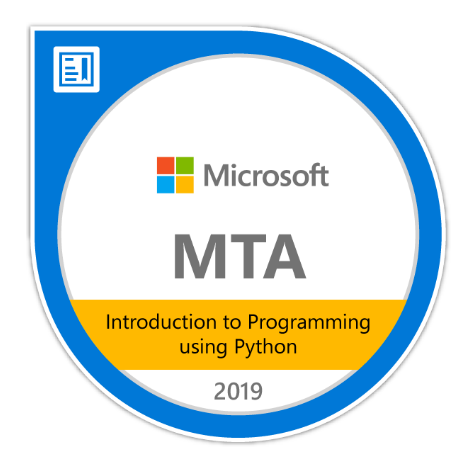 Microsoft
MTA
Introduction to Programming
using Python
2019